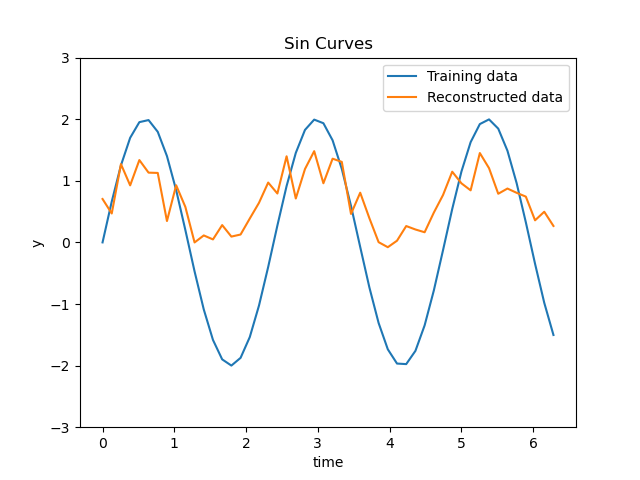 Sin Curves
Training data
Reconstructed data
3
2
1
0
−1
−2
−3
y
0 1 2 3 4 5 6
time